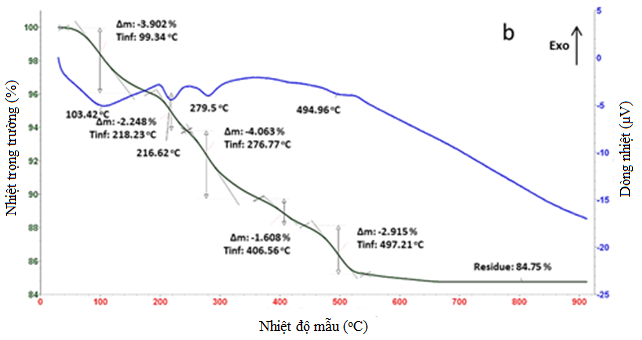 100
98
96
94
92
90
88
86
84
Nhiệt trọng trường (%)
5
0
-5
-10
-15
-20
-25
Dòng nhiệt (µV)
b
Exo
Δm: -3.902 %
Tinf: 99.34 °C
103.42 °C
Δm: -2.248 %
Tinf: 218.23 °C
216.62 °C
279.5 °C
494.96 °C
Δm: -4.063 %
Tinf: 276.77 °C
Δm: -1.608 %
Tinf: 406.56 °C
Δm: -2.915 %
Tinf: 497.21 °C
Residue: 84.75 %
0 100 200 300 400 500 600 700 800 900
Nhiệt độ mẫu (°C)